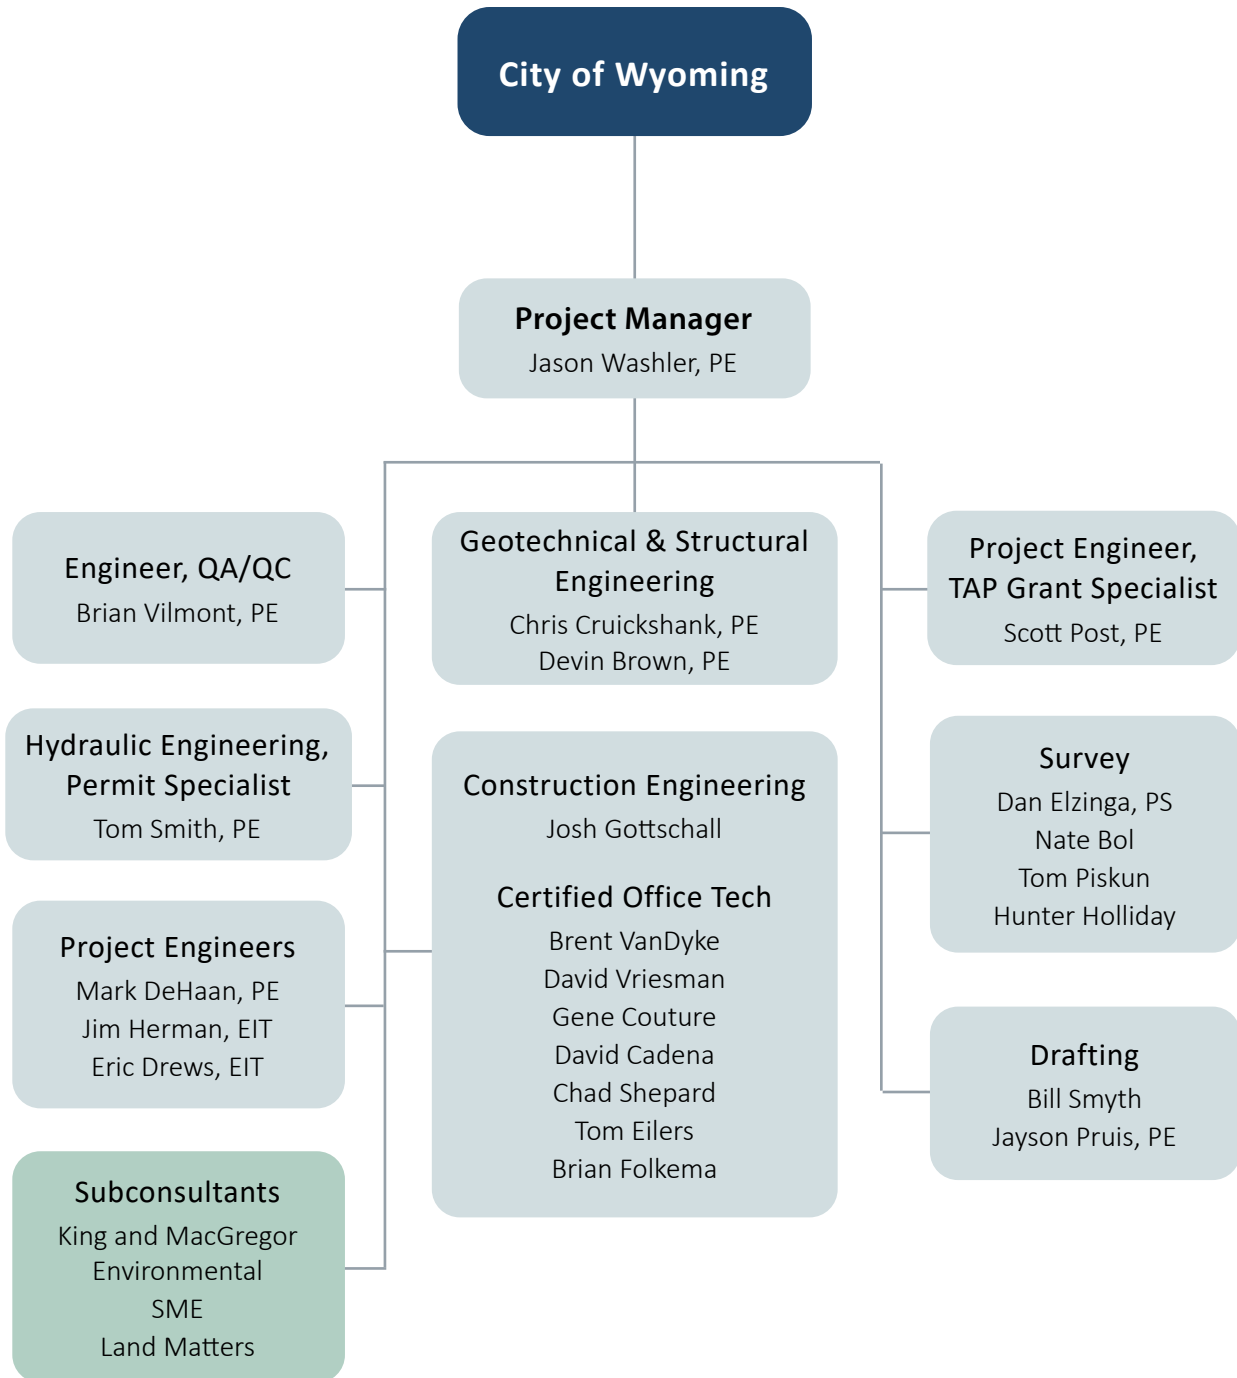 City of Wyoming
Project Manager
Jason Washler, PE
Engineer, QA/QC
Brian Vilmont, PE
Geotechnical & Structural
Engineering
Chris Cruickshank, PE
Devin Brown, PE
Project Engineer,
TAP Grant Specialist
Scott Post, PE
Hydraulic Engineering,
Permit Specialist
Tom Smith, PE
Construction Engineering
Josh Gottschall
Certified Office Tech
Brent VanDyke
David Vriesman
Gene Couture
David Cadena
Chad Shepard
Tom Eilers
Brian Folkema
Survey
Dan Elzinga, PS
Nate Bol
Tom Piskun
Hunter Holliday
Project Engineers
Mark DeHaan, PE
Jim Herman, EIT
Eric Drews, EIT
Drafting
Bill Smyth
Jayson Pruis, PE
Subconsultants
King and MacGregor
Environmental
SME
Land Matters